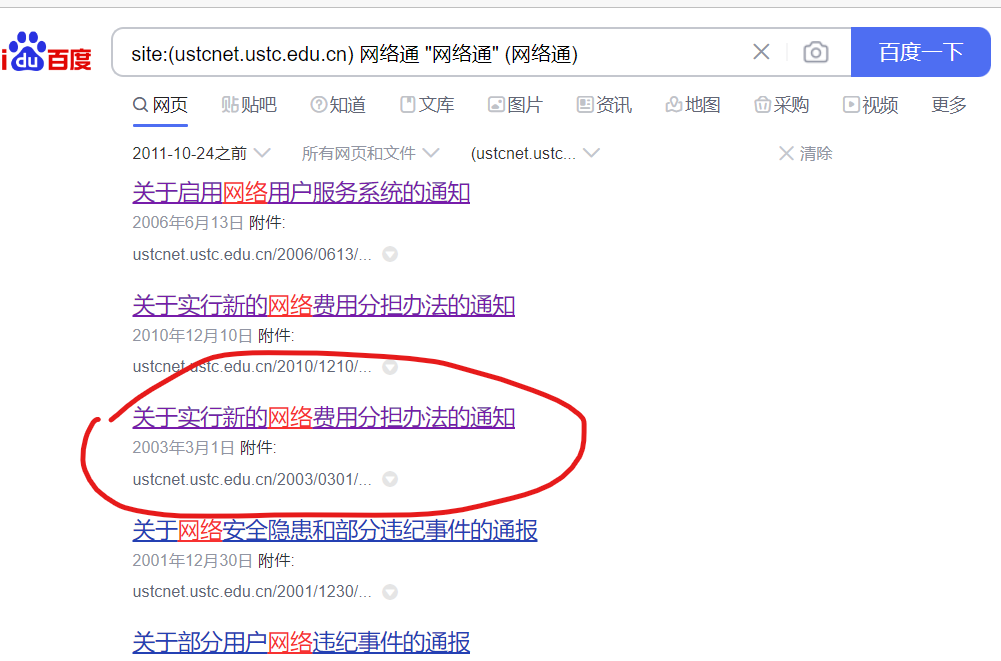 du百度
site:(ustcnet.ustc.edu.cn) 网络通 "网络通" (网络通)
百度一下
网页 贴吧 知道 文库 图片 资讯 地图 采购 视频 更多
2011-10-24之前 所有网页和文件 (ustcnet.ustc... 清除
关于启用网络用户服务系统的通知
2006年6月13日 附件:
ustcnet.ustc.edu.cn/2006/0613/...
关于实行新的网络费用分担办法的通知
2010年12月10日 附件:
ustcnet.ustc.edu.cn/2010/1210/...
关于实行新的网络费用分担办法的通知
2003年3月1日 附件:
ustcnet.ustc.edu.cn/2003/0301/...
关于网络安全隐患和部分违纪事件的通报
2001年12月30日 附件:
ustcnet.ustc.edu.cn/2001/1230/...
关于部分用户网络违纪事件的通报